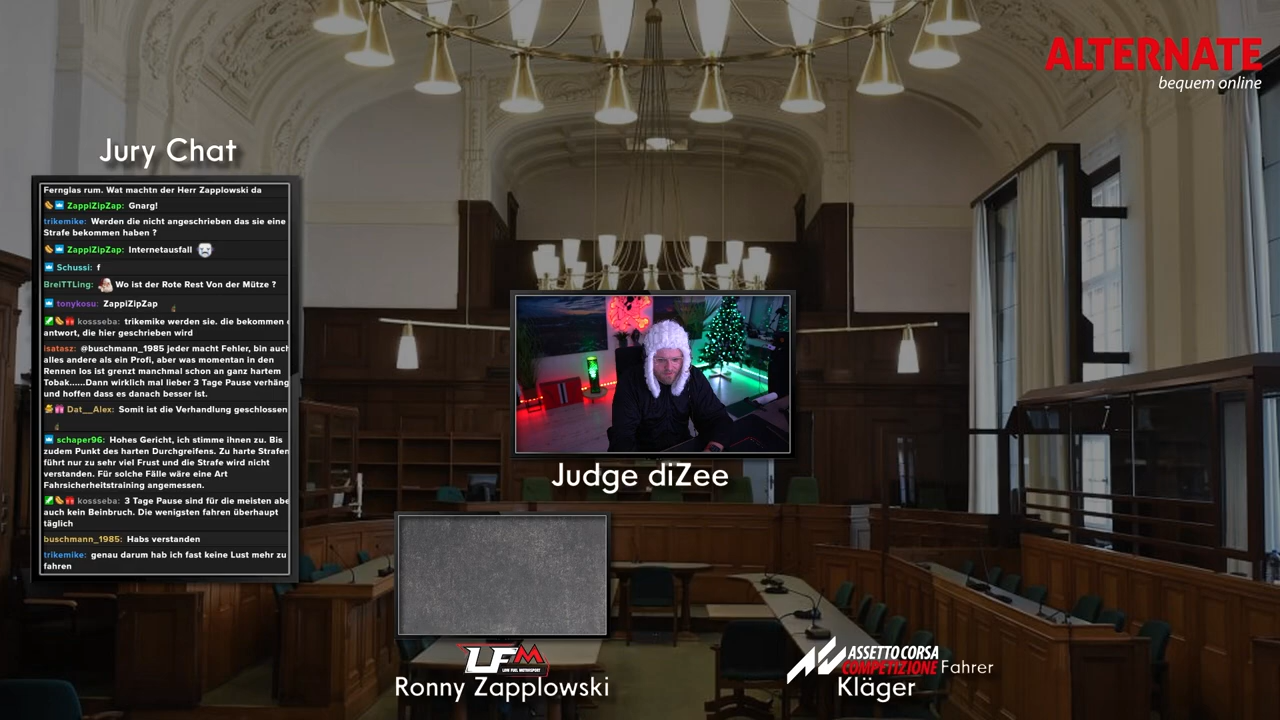 ALTERNATE
bequem online
Jury Chat
Fernglas rum. Wat machtn der Herr Zapplowski da
ZappiZipZap: Gnarg!
trikemike: Werden die nicht angeschrieben das sie eine
Strafe bekommen haben ?
ZappiZipZap: Internetausfall
Schussi: f
BreiTTLing: Wo ist der Rote Rest Von der Mütze ?
tonykosu: ZappiZipZap
kossseba: trikemike werden sie. die bekommen
antwort, die hier geschrieben wird
isatasz: @buschmann_1985 jeder macht Fehler, bin auch
alles andere als ein Profi, aber was momentan in den
Rennen los ist grenzt manchmal schon an ganz hartem
Tobak......Dann wirklich mal lieber 3 Tage Pause verhäng
und hoffen dass es danach besser ist.
Dat__Alex: Somit ist die Verhandlung geschlossen
schaper96: Hohes Gericht, ich stimme ihnen zu. Bis
zudem Punkt des harten Durchgreifens. Zu harte Strafen
führt nur zu sehr viel Frust und die Strafe wird nicht
verstanden. Für solche Fälle wäre eine Art
Fahrsicherheitstraining angemessen.
kossseba: 3 Tage Pause sind für die meisten abe
auch kein Beinbruch. Die wenigsten fahren überhaupt
täglich
buschmann_1985: Habs verstanden
trikemike: genau darum hab ich fast keine Lust mehr zu
fahren
Judge diZee
LFM
LOW FUEL MOTORSPORT
Ronny Zapplowski
ASSETTO CORSA
COMPETIZIONE Fahrer
Kläger